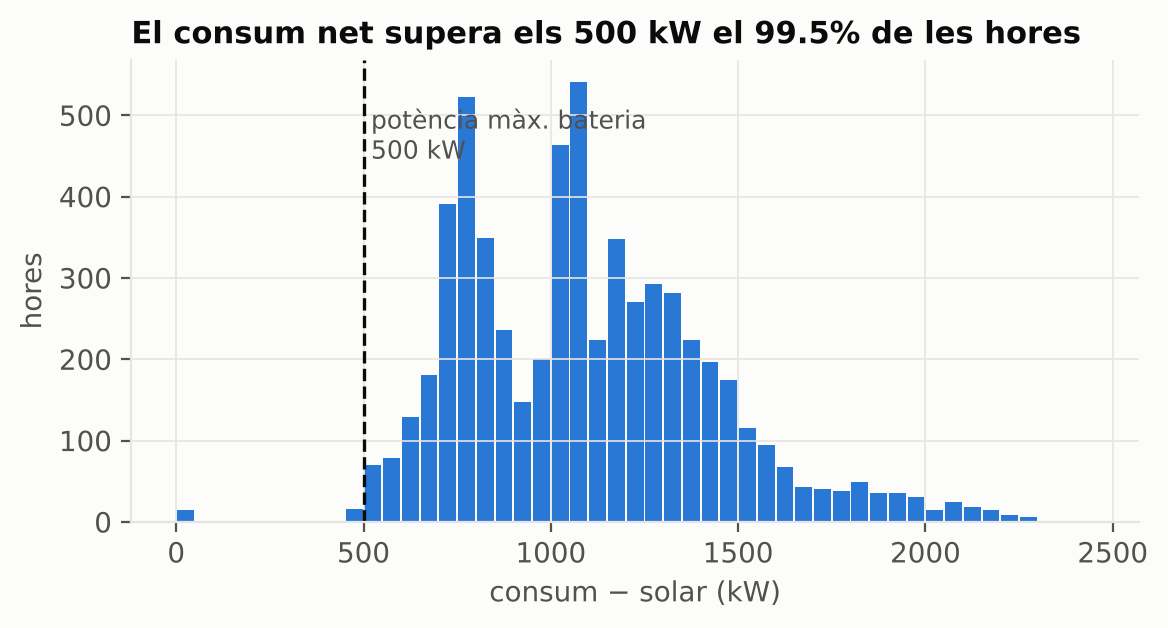 El consum net supera els 500 kW el 99.5% de les hores
potència màx. bateria
500 kW
500
400
300
200
100
0
hores
0 500 1000 1500 2000 2500
consum − solar (kW)